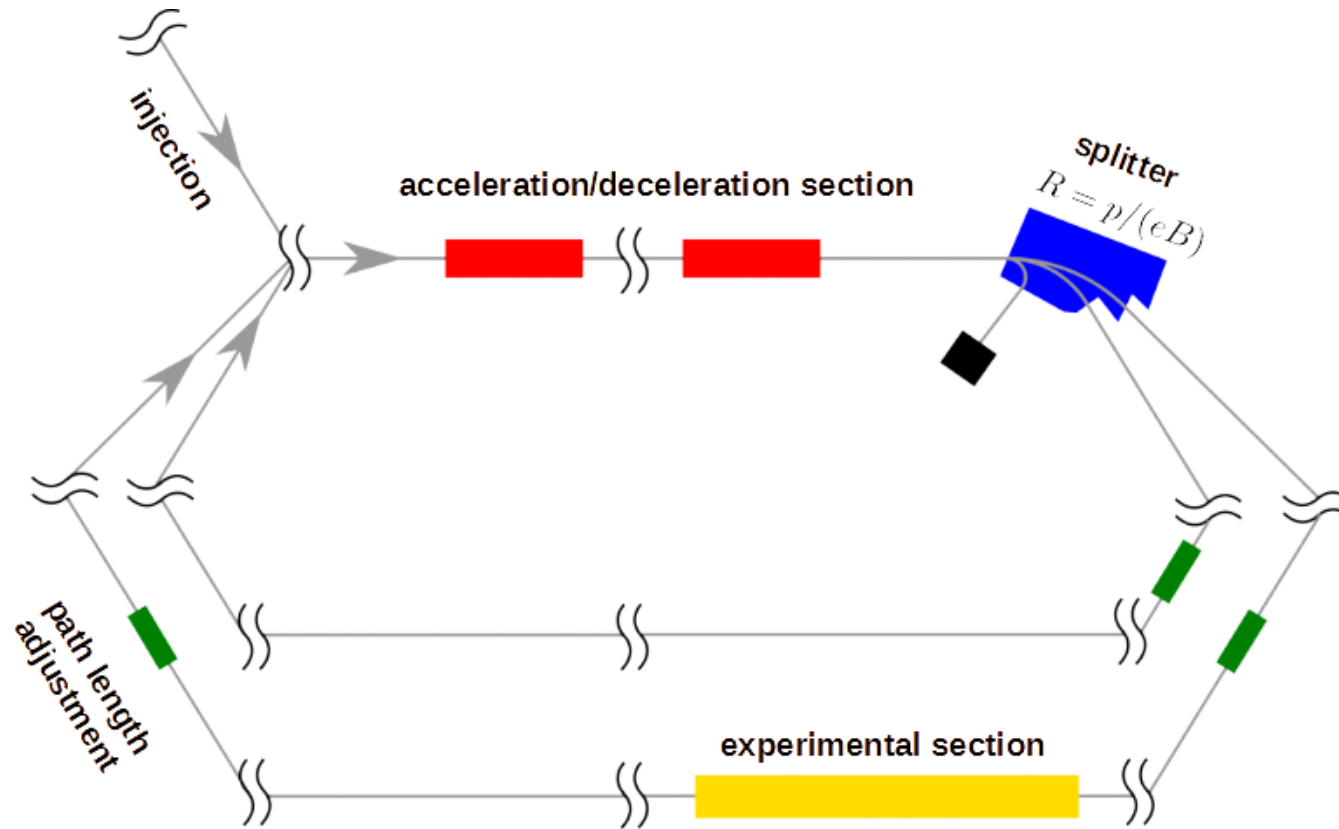 injection
acceleration/deceleration section
splitter
R = p/(eB)
path length
adjustment
experimental section